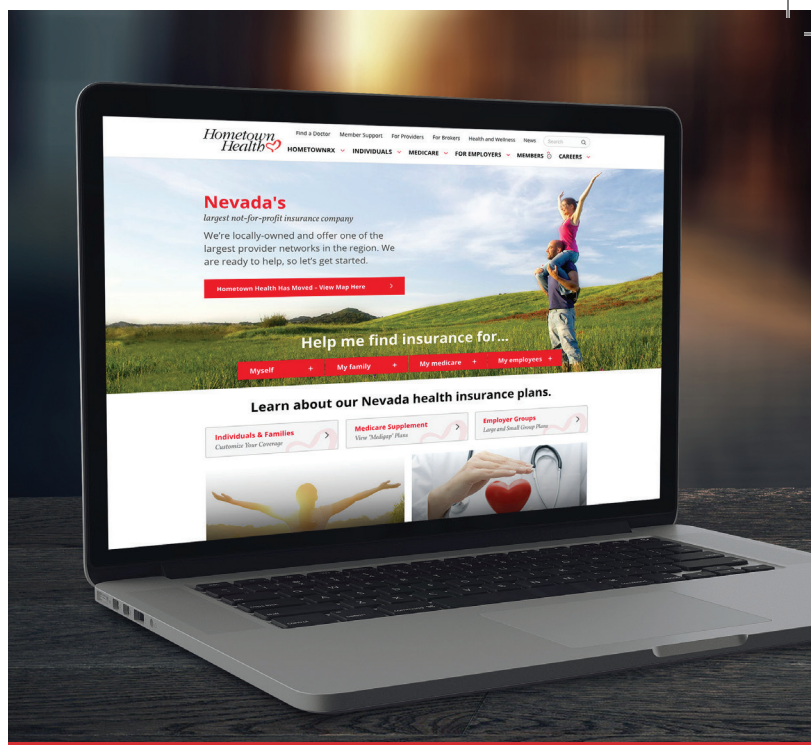 Hometown
Health
Find a Doctor Member Support For Providers For Brokers Health and Wellness News Search
HOMETOWNRX INDIVIDUALS MEDICARE FOR EMPLOYERS MEMBERS CAREERS
Nevada's
largest not-for-profit insurance company
We're locally-owned and offer one of the
largest provider networks in the region. We
are ready to help, so let's get started.
Hometown Health Has Moved – View Map Here
Help me find insurance for...
Myself + My family + My medicare + My employees +
Learn about our Nevada health insurance plans.
Individuals & Families
Customize Your Coverage
Medicare Supplement
View "Medigap" Plans
Employer Groups
Large and Small Group Plans